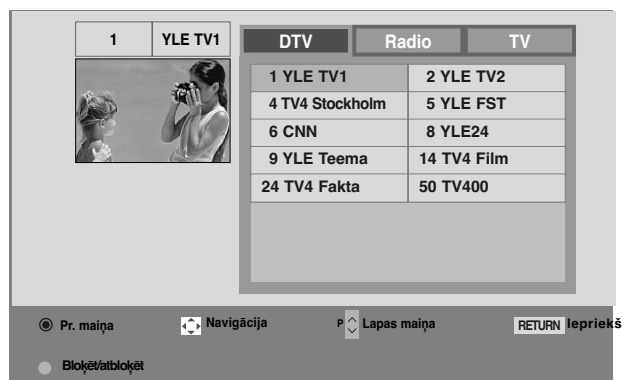 1 YLE TV1
DTV Radio TV
1 YLE TV1 2 YLE TV2
4 TV4 Stockholm 5 YLE FST
6 CNN 8 YLE24
9 YLE Teema 14 TV4 Film
24 TV4 Fakta 50 TV400
Pr. maiņa Navigācija P Lapas maiņa RETURN Iepriekš
Bloķēt/atbloķēt